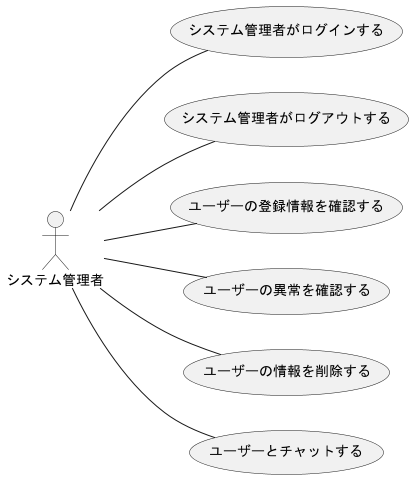 システム管理者がログインする
システム管理者がログアウトする
ユーザーの登録情報を確認する
システム管理者
ユーザーの異常を確認する
ユーザーの情報を削除する
ユーザーとチャットする